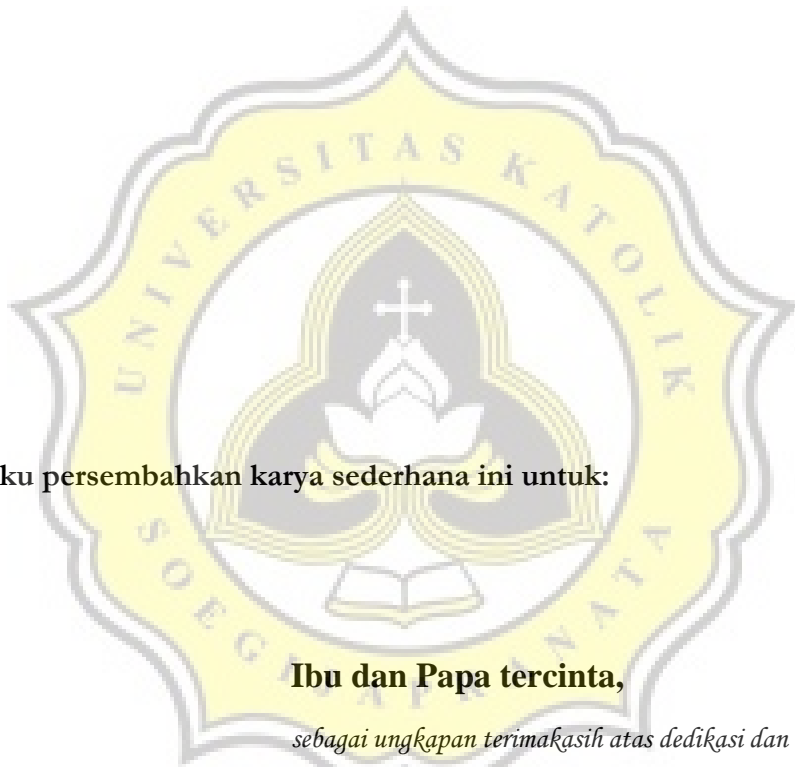 UNIVERSITAS KATOLIK
SOEGIJAPRANATA
ku persembahkan karya sederhana ini untuk:
Ibu dan Papa tercinta,
sebagai ungkapan terimakasih atas dedikasi dan